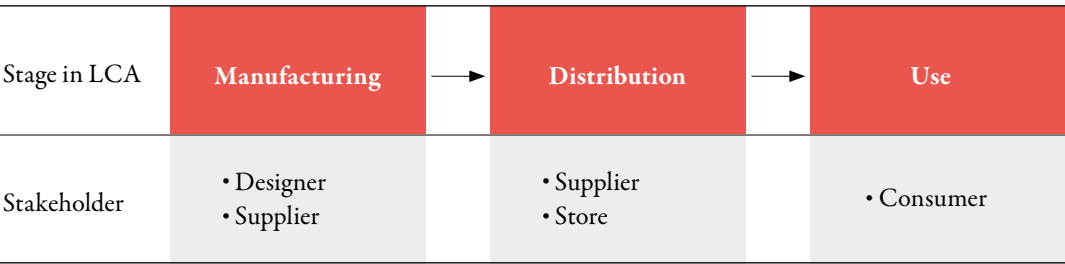 Stage in LCA
Manufacturing
Distribution
Use
Stakeholder
• Designer
• Supplier
• Supplier
• Store
• Consumer